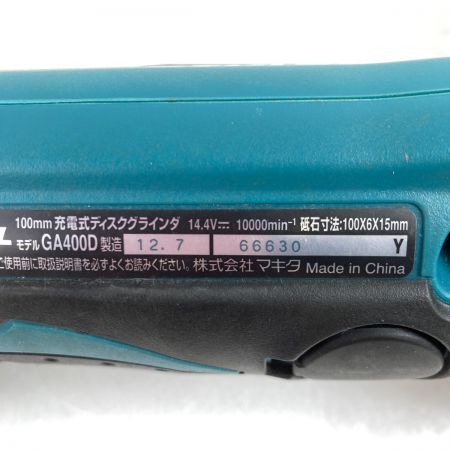 100mm 充電式ディスクグラインダ 14.4V⎓ 10000min⁻¹ 砥石寸法:100X6X15mm
モデル GA400D 製造 12.7 66630 Y
ご使用前に取扱説明書を必ずよくお読みください。株式会社マキタ Made in China